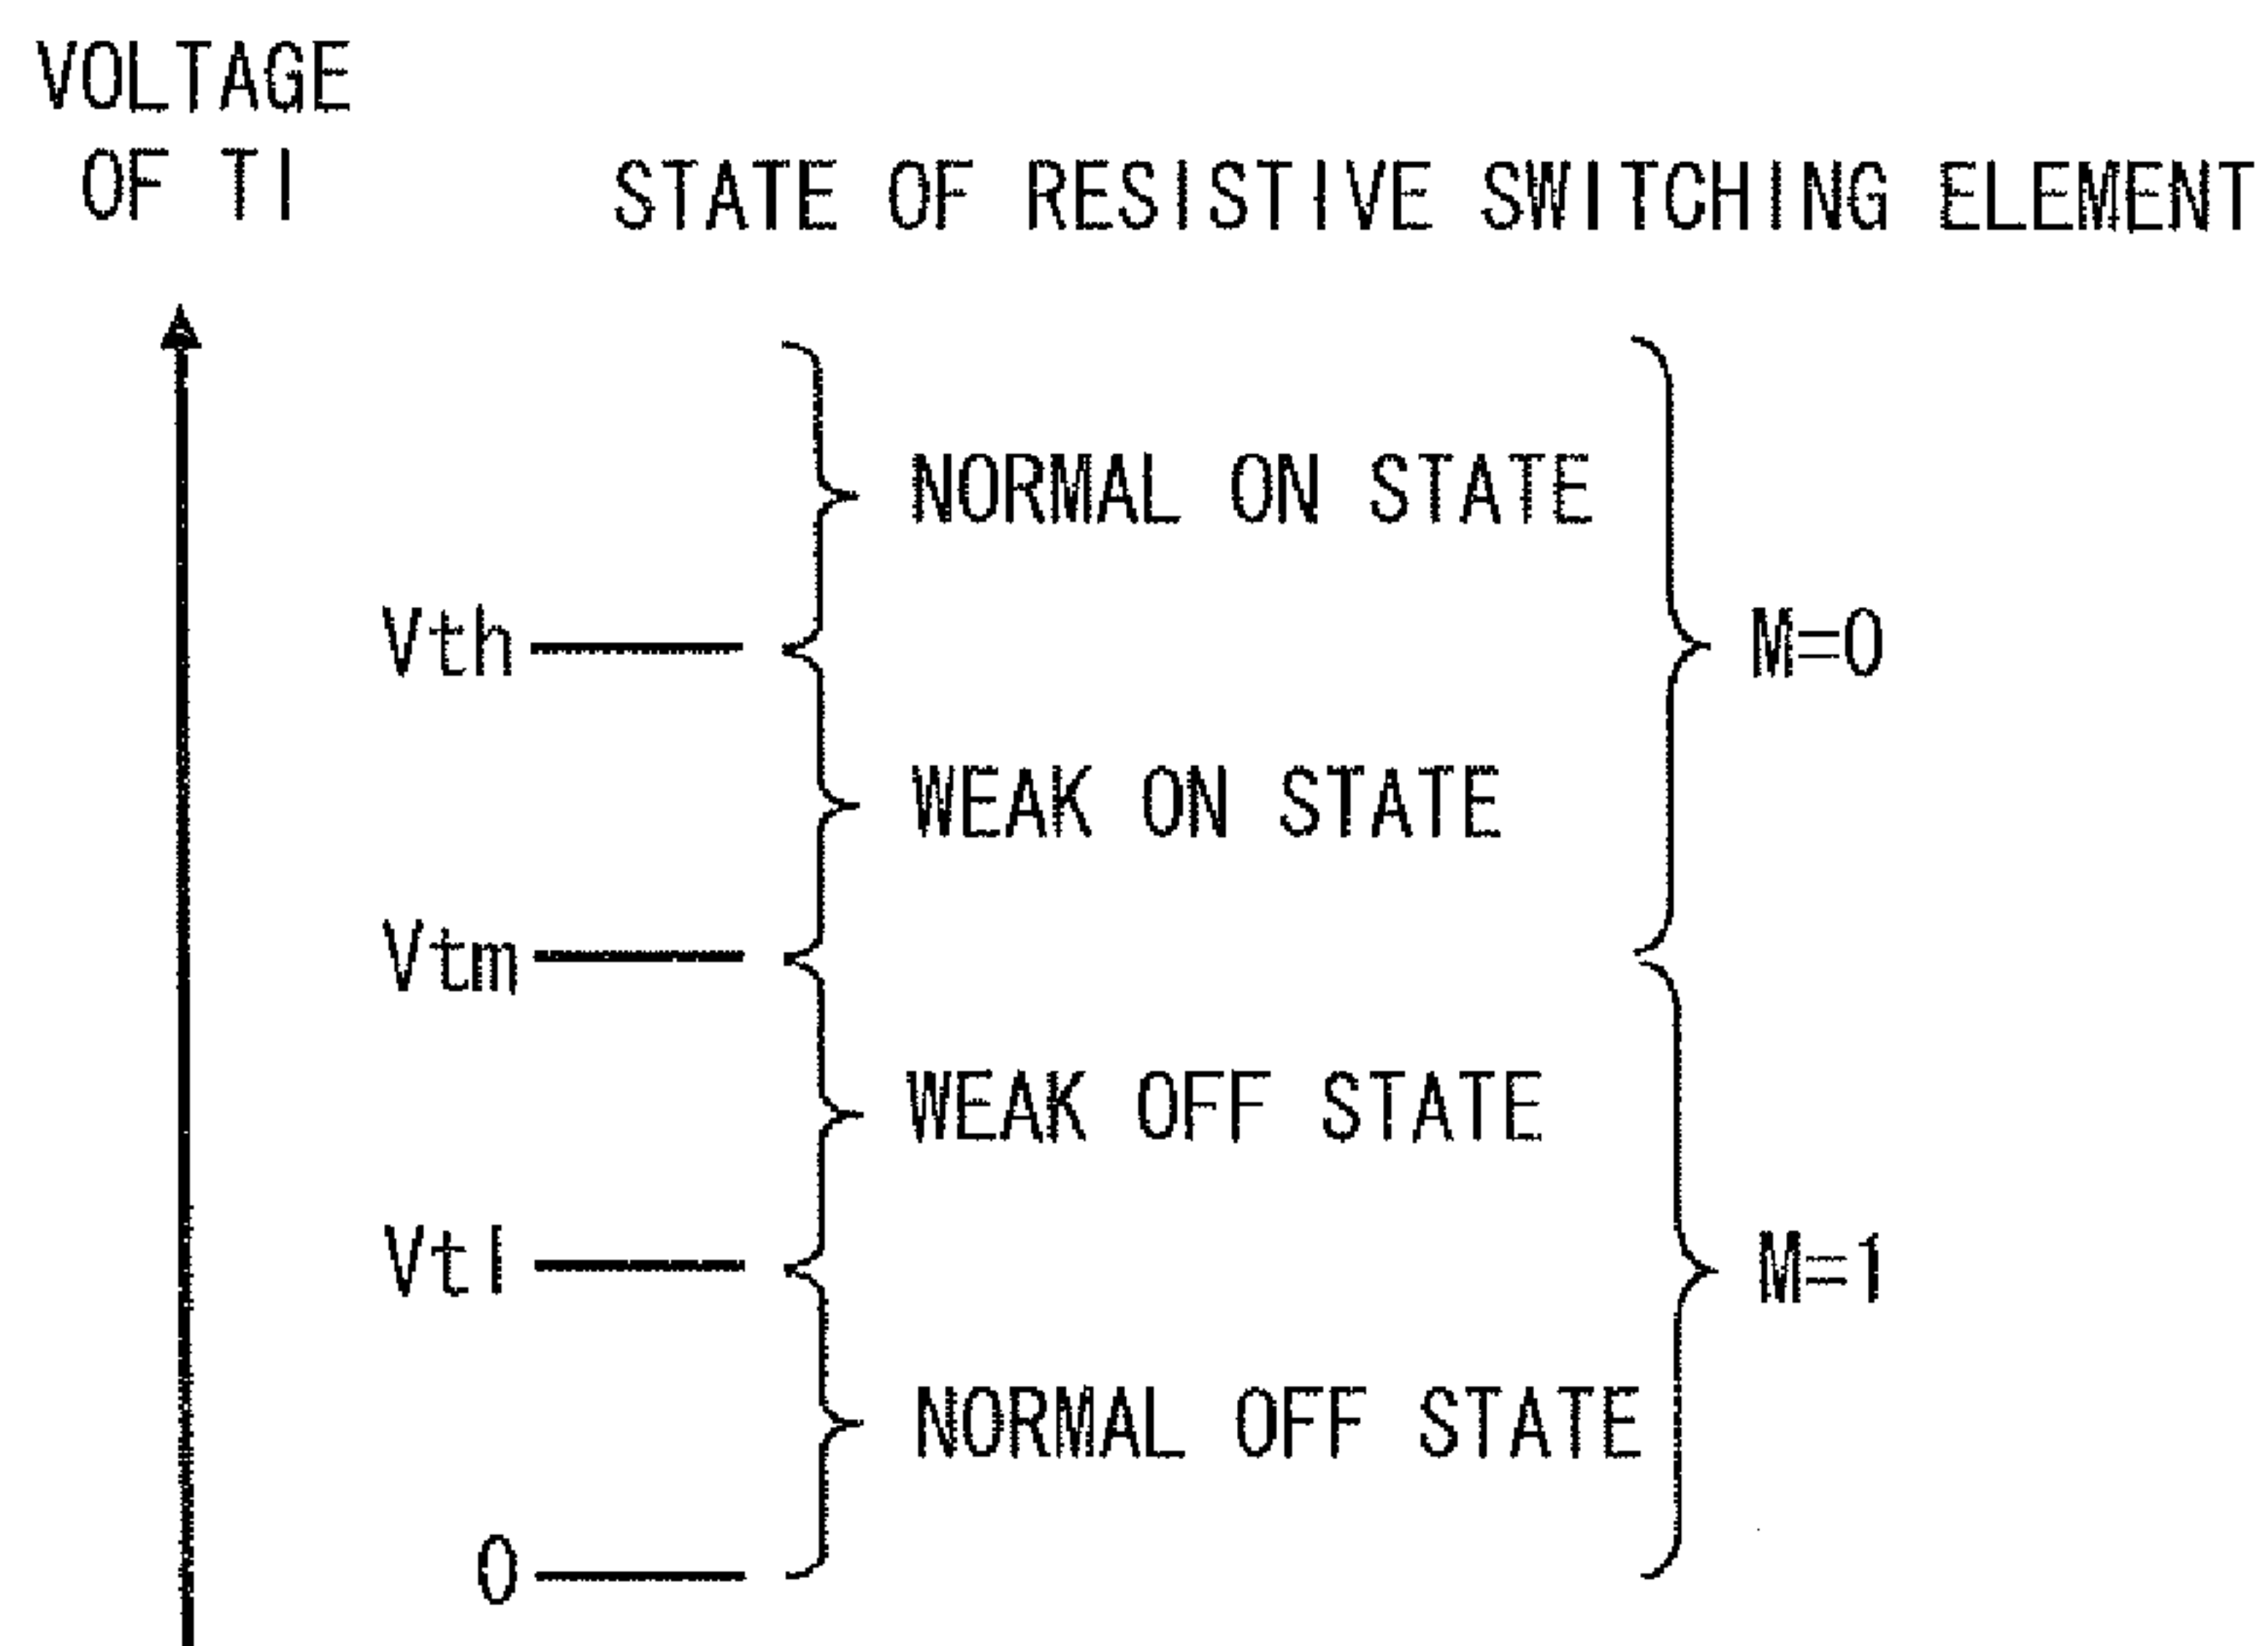 VOLTAGE
OF TI
STATE OF RESISTIVE SWITCHING ELEMENT
NORMAL ON STATE
Vth
M=0
WEAK ON STATE
Vtm
WEAK OFF STATE
Vtl
M=1
NORMAL OFF STATE
0